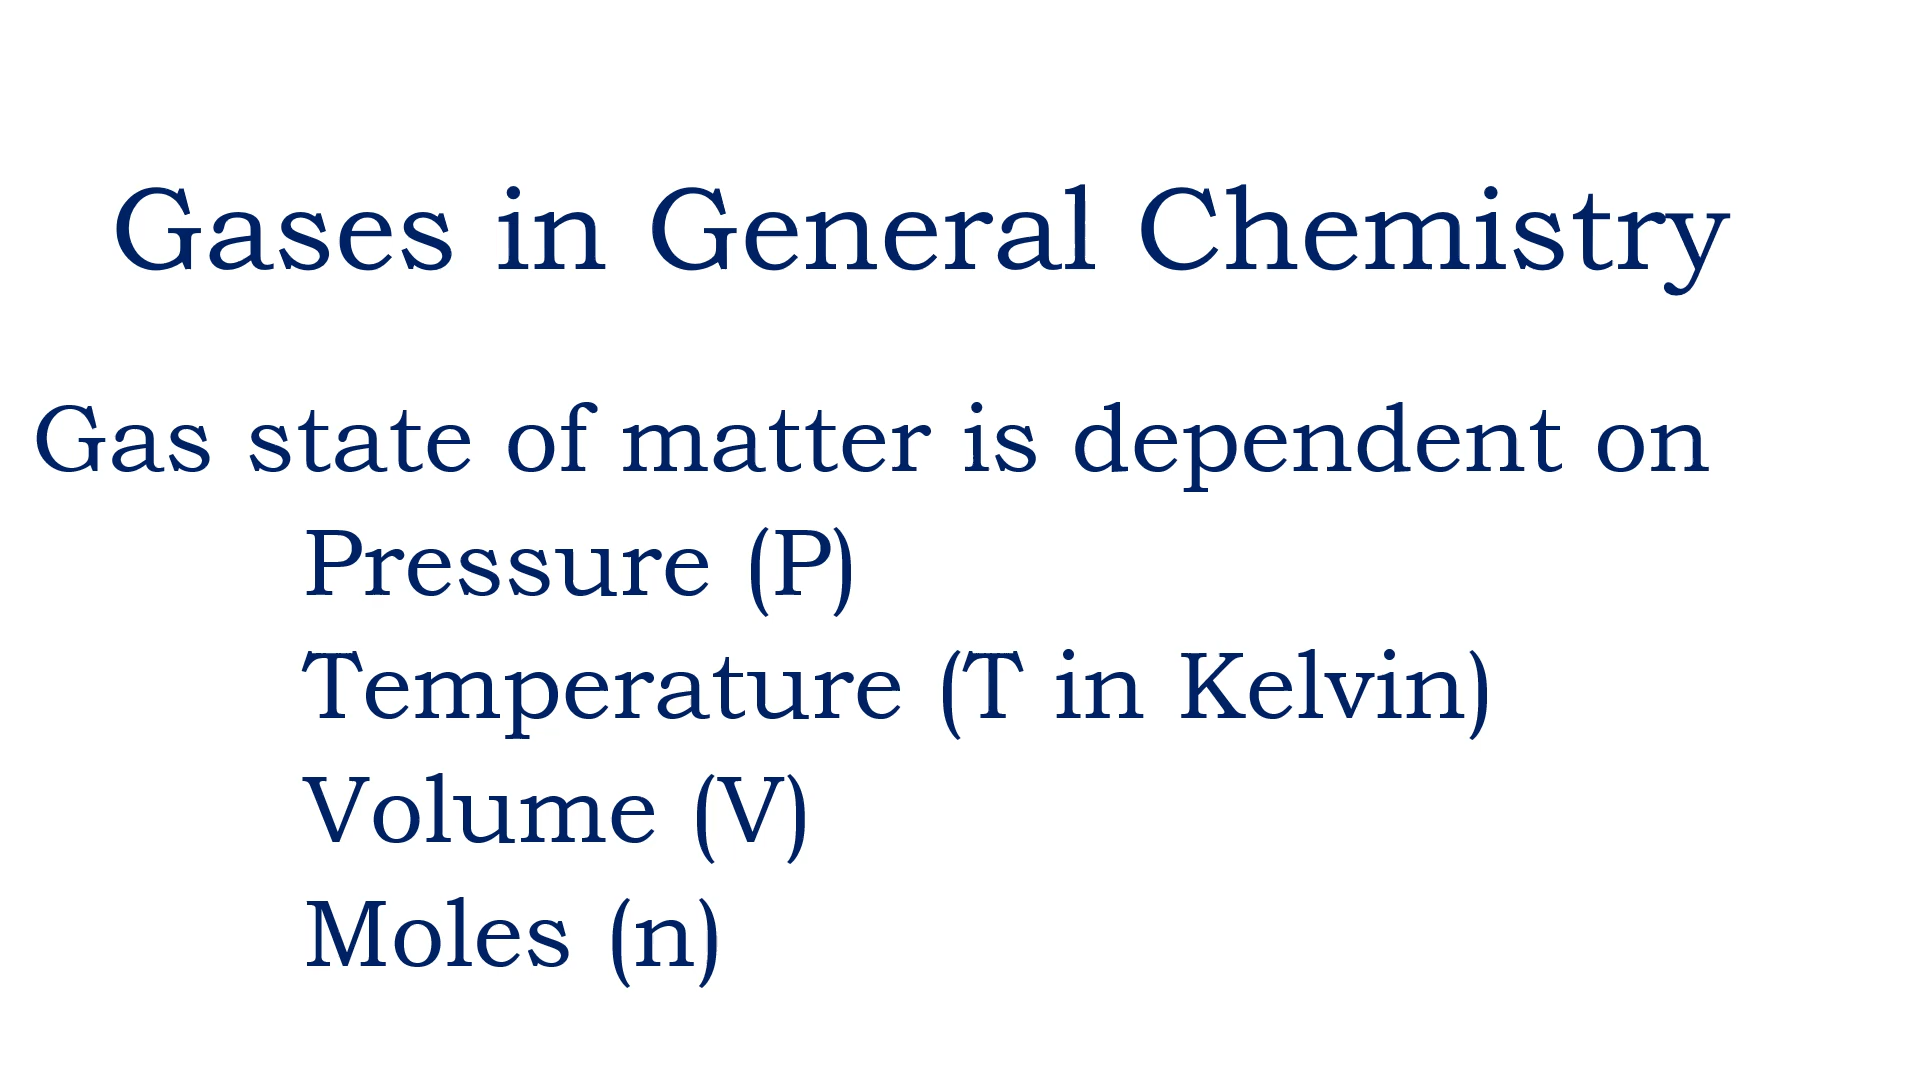 Gases in General Chemistry
Gas state of matter is dependent on
Pressure (P)
Temperature (T in Kelvin)
Volume (V)
Moles (n)